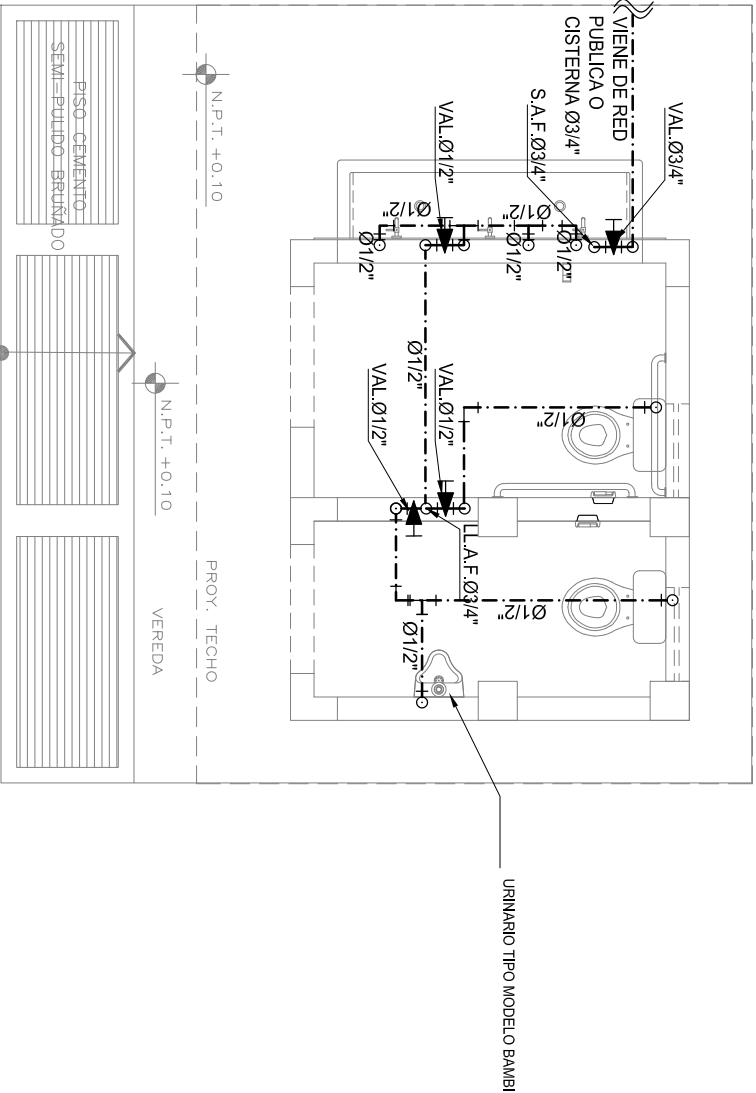 VIENE DE RED
PUBLICA O
CISTERNA Ø3/4"
VAL.Ø3/4"
S.A.F.Ø3/4"
VAL.Ø1/2"
Ø1/2"
Ø1/2"
Ø1/2"
Ø1/2"
Ø1/2"
Ø1/2"
VAL.Ø1/2"
VAL.Ø1/2"
Ø1/2"
LL.A.F.Ø3/4"
Ø1/2"
Ø1/2"
URINARIO TIPO MODELO BAMBI
N.P.T. +0.10
N.P.T. +0.10
PROY. TECHO
VEREDA
PISO CEMENTO
SEMI-PULIDO BRUÑADO